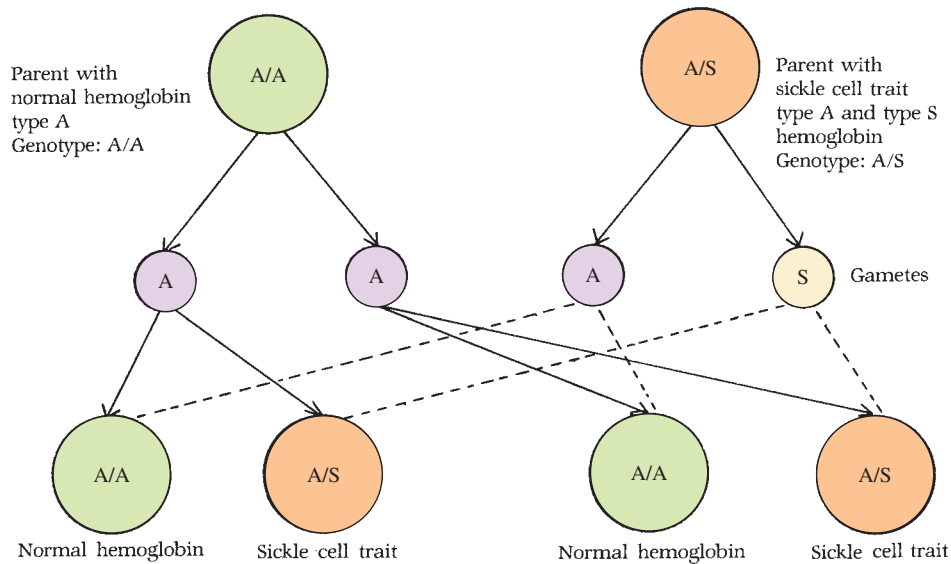 A/A
A/S
Parent with
normal hemoglobin
type A
Genotype: A/A
Parent with
sickle cell trait
type A and type S
hemoglobin
Genotype: A/S
A
A
A
S
Gametes
A/A
A/S
A/A
A/S
Normal hemoglobin
Sickle cell trait
Normal hemoglobin
Sickle cell trait